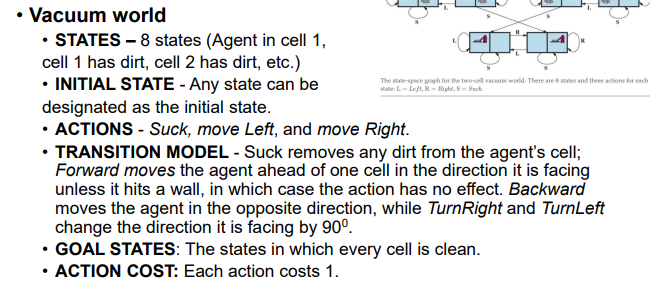 L
L
S
S
S
S
• Vacuum world
• STATES – 8 states (Agent in cell 1,
cell 1 has dirt, cell 2 has dirt, etc.)
L
R
R
L
S
S
The state-space graph for the two-cell vacuum world. There are 8 states and three actions for each
state: L = Left, R = Right, S = Suck.
• INITIAL STATE - Any state can be
designated as the initial state.
• ACTIONS - Suck, move Left, and move Right.
• TRANSITION MODEL - Suck removes any dirt from the agent's cell;
Forward moves the agent ahead of one cell in the direction it is facing
unless it hits a wall, in which case the action has no effect. Backward
moves the agent in the opposite direction, while TurnRight and TurnLeft
change the direction it is facing by 90⁰.
• GOAL STATES: The states in which every cell is clean.
• ACTION COST: Each action costs 1.